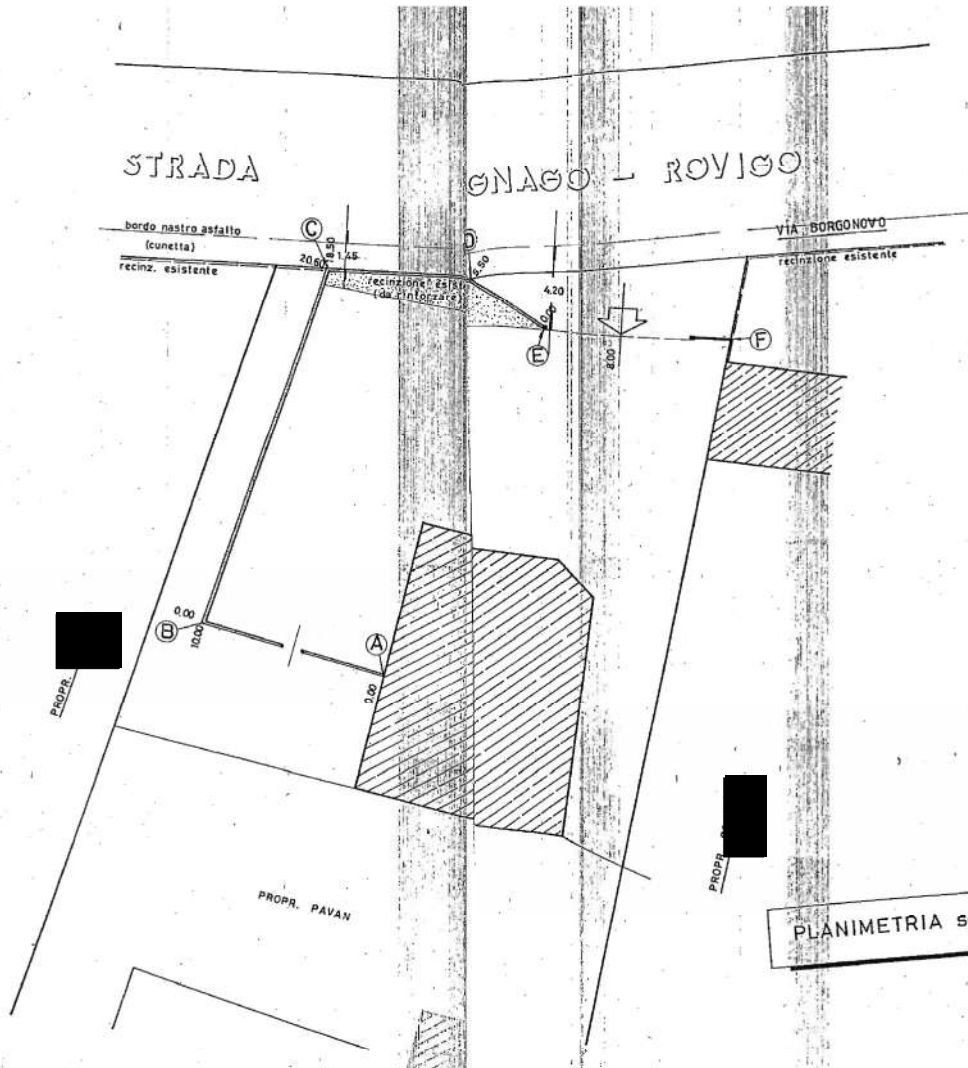 STRADA
GNAGO - ROVIGO
bordo nastro asfalto
(cunetta)
recinz. esistente
C
20.60
18.50
1.45
D
VIA BORGONOVO
recinzione esistente
recinzione esist
(da rinforzare)
5.60
4.20
0.00
E
8.00
F
0.00
B
10.00
A
0.00
PROPR.
PROPR. PAVAN
PROPR.
PLANIMETRIA s